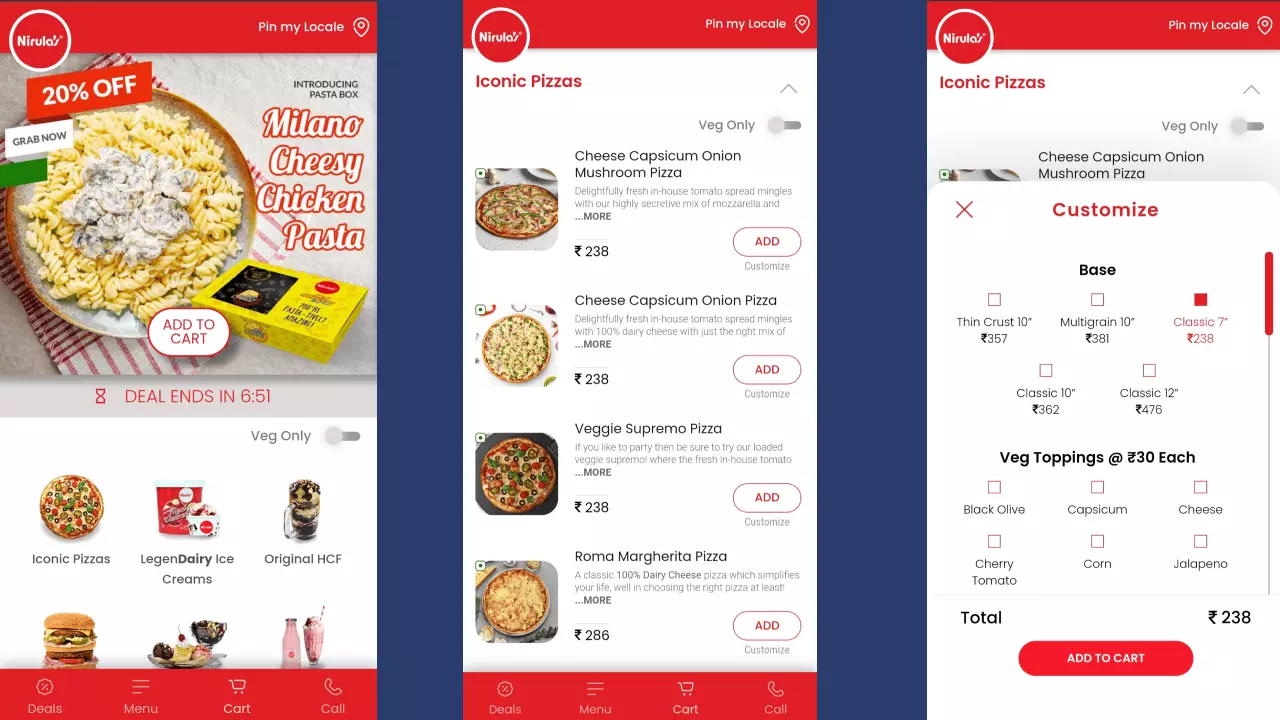 Nirula's
Pin my Locale
20% OFF
GRAB NOW
INTRODUCING
PASTA BOX
Milano
Cheesy
Chicken
Pasta
YOU'RE
PASTA-TIVELY
AMAZING!
ADD TO
CART
DEAL ENDS IN 6:51
Veg Only
Iconic Pizzas
LegenDairy Ice
Creams
Original HCF
Deals
Menu
Cart
Call
Nirula's
Pin my Locale
Iconic Pizzas
Veg Only
Cheese Capsicum Onion
Mushroom Pizza
Delightfully fresh in-house tomato spread mingles
with our highly secretive mix of mozzarella and
...MORE
₹ 238
ADD
Customize
Cheese Capsicum Onion Pizza
Delightfully fresh in-house tomato spread mingles
with 100% dairy cheese with just the right mix of
...MORE
₹ 238
ADD
Customize
Veggie Supremo Pizza
If you like to party then be sure to try our loaded
veggie supremo! where the fresh in-house tomato
...MORE
₹ 238
ADD
Customize
Roma Margherita Pizza
A classic 100% Dairy Cheese pizza which simplifies
your life, well in choosing the right pizza at least!
...MORE
₹ 286
ADD
Customize
Deals
Menu
Cart
Call
Nirula's
Pin my Locale
Iconic Pizzas
Veg Only
Cheese Capsicum Onion
Mushroom Pizza
Customize
Base
Thin Crust 10”
₹357
Multigrain 10”
₹381
Classic 7”
₹238
Classic 10”
₹362
Classic 12”
₹476
Veg Toppings @ ₹30 Each
Black Olive
Capsicum
Cheese
Cherry
Tomato
Corn
Jalapeno
Total
₹ 238
ADD TO CART